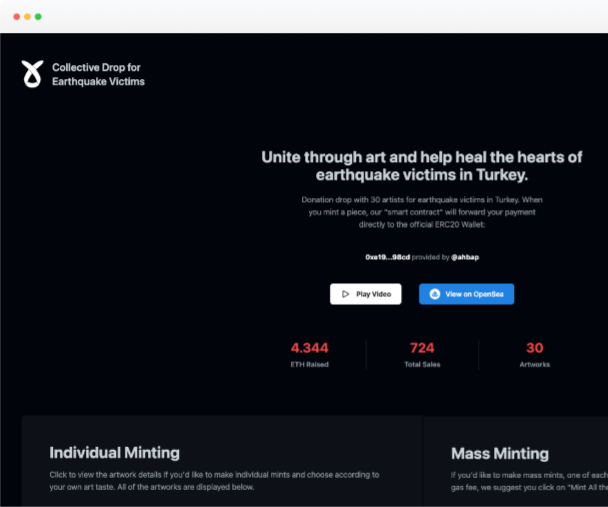 Collective Drop for
Earthquake Victims
Unite through art and help heal the hearts of
earthquake victims in Turkey.
Donation drop with 30 artists for earthquake victims in Turkey. When
you mint a piece, our "smart contract" will forward your payment
directly to the official ERC20 Wallet:
0xe19...98cd provided by @ahbap
Play Video
View on OpenSea
4.344
724
30
ETH Raised
Total Sales
Artworks
Individual Minting
Click to view the artwork details if you'd like to make individual mints and choose according to
your own art taste. All of the artworks are displayed below.
Mass Minting
If you'd like to make mass mints, one of each
gas fee, we suggest you click on "Mint All